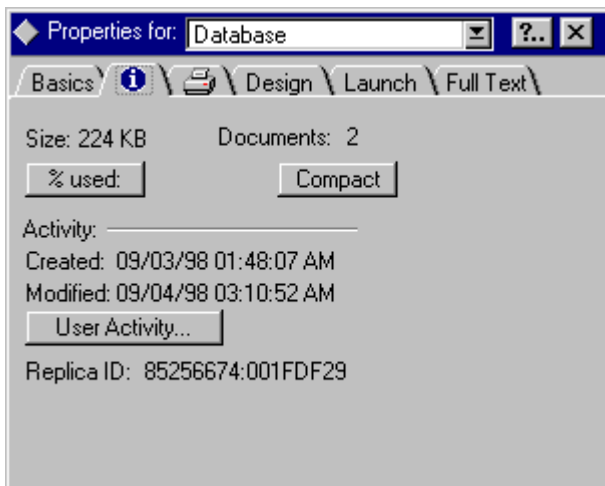 Properties for: Database ?..
Basics i Design Launch Full Text
Size: 224 KB Documents: 2
% used: Compact
Activity:
Created: 09/03/98 01:48:07 AM
Modified: 09/04/98 03:10:52 AM
User Activity...
Replica ID: 85256674:001FDF29